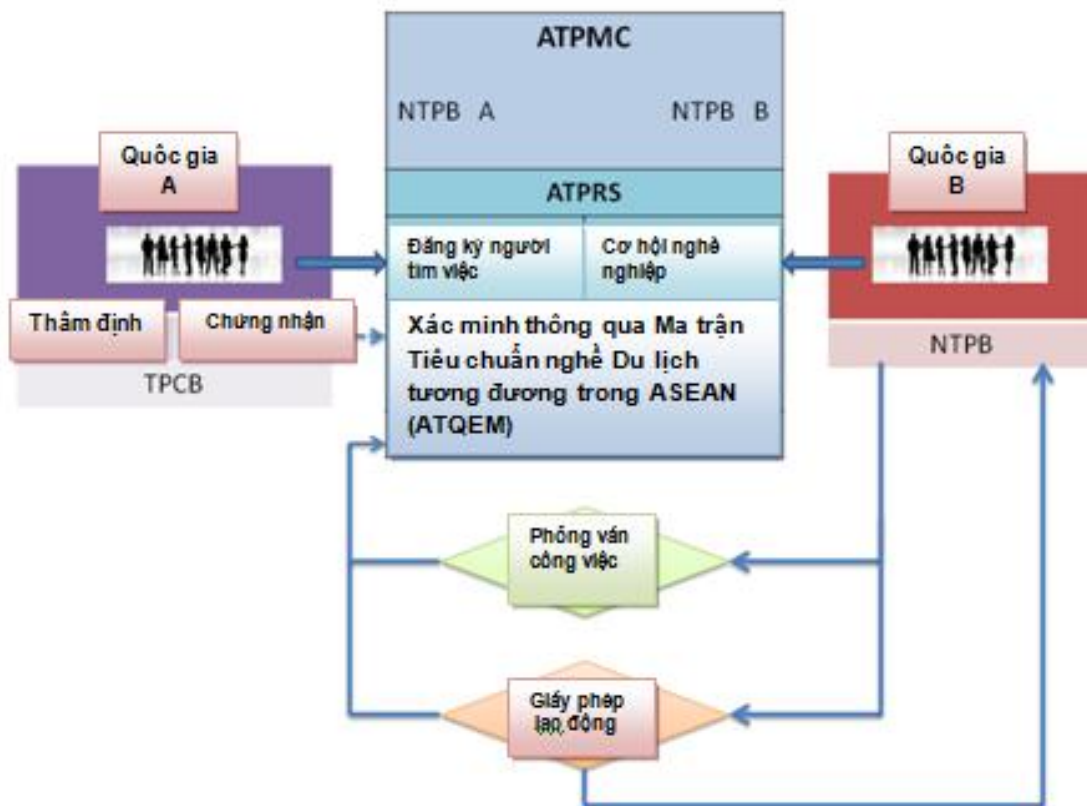 ATPMC
NTPB A
NTPB B
Quôc gia
A
Quôc gia
B
ATPRS
Đăng ký người
tìm việc
Cơ hội nghề
nghiệp
Thâm định
Chứng nhận
TPCB
Xác minh thông qua Ma trận
Tiêu chuẩn nghề Du lịch
tương đương trong ASEAN
(ATQEM)
NTPB
Phỏng vấn
công việc
Giấy phép
lao động